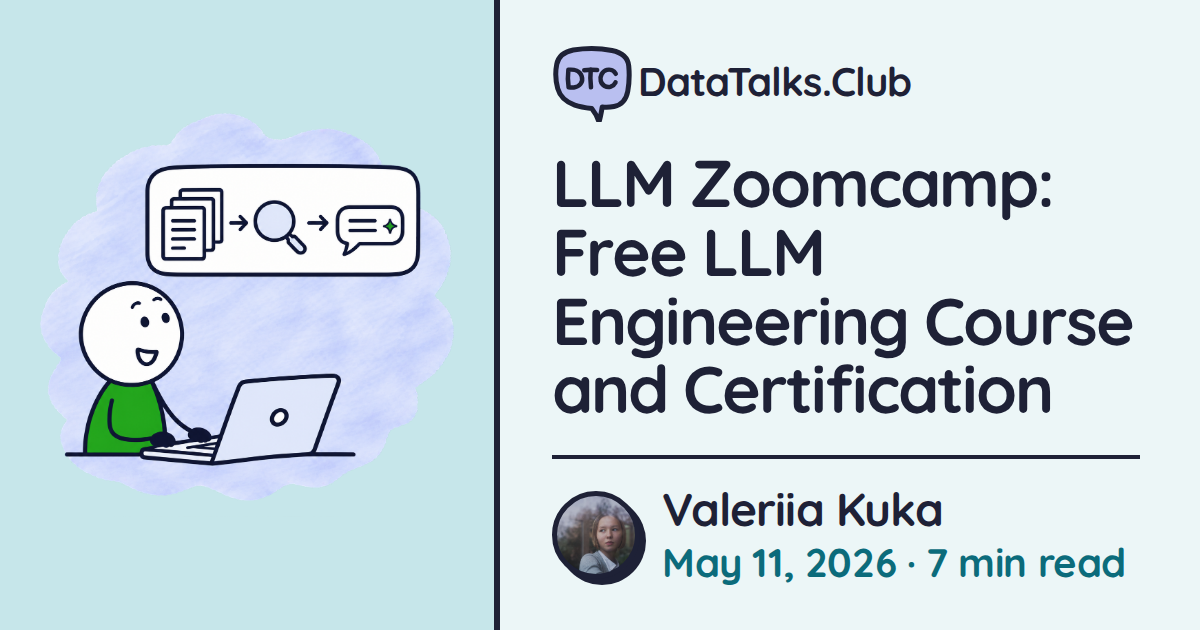 DTC DataTalks.Club
LLM Zoomcamp:
Free LLM
Engineering Course
and Certification
Valeriia Kuka
May 11, 2026 · 7 min read